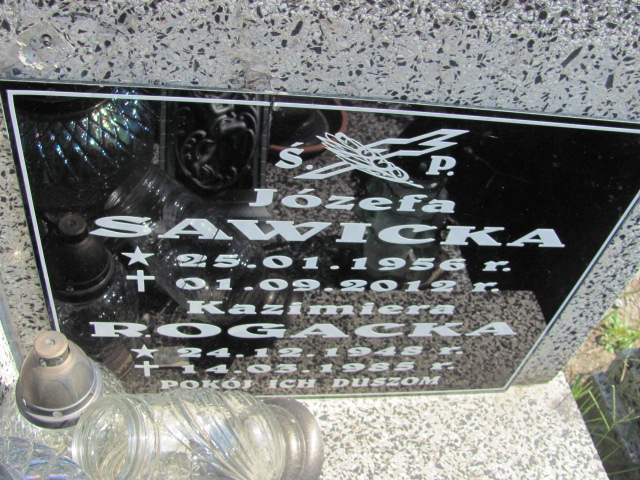 Ś P.
Józefa
SAWICKA
25.01.1956 r.
01.09.2012 r.
Kazimiera
ROGACKA
24.12.1948 r.
14.03.1985 r.
POKÓJ ICH DUSZOM